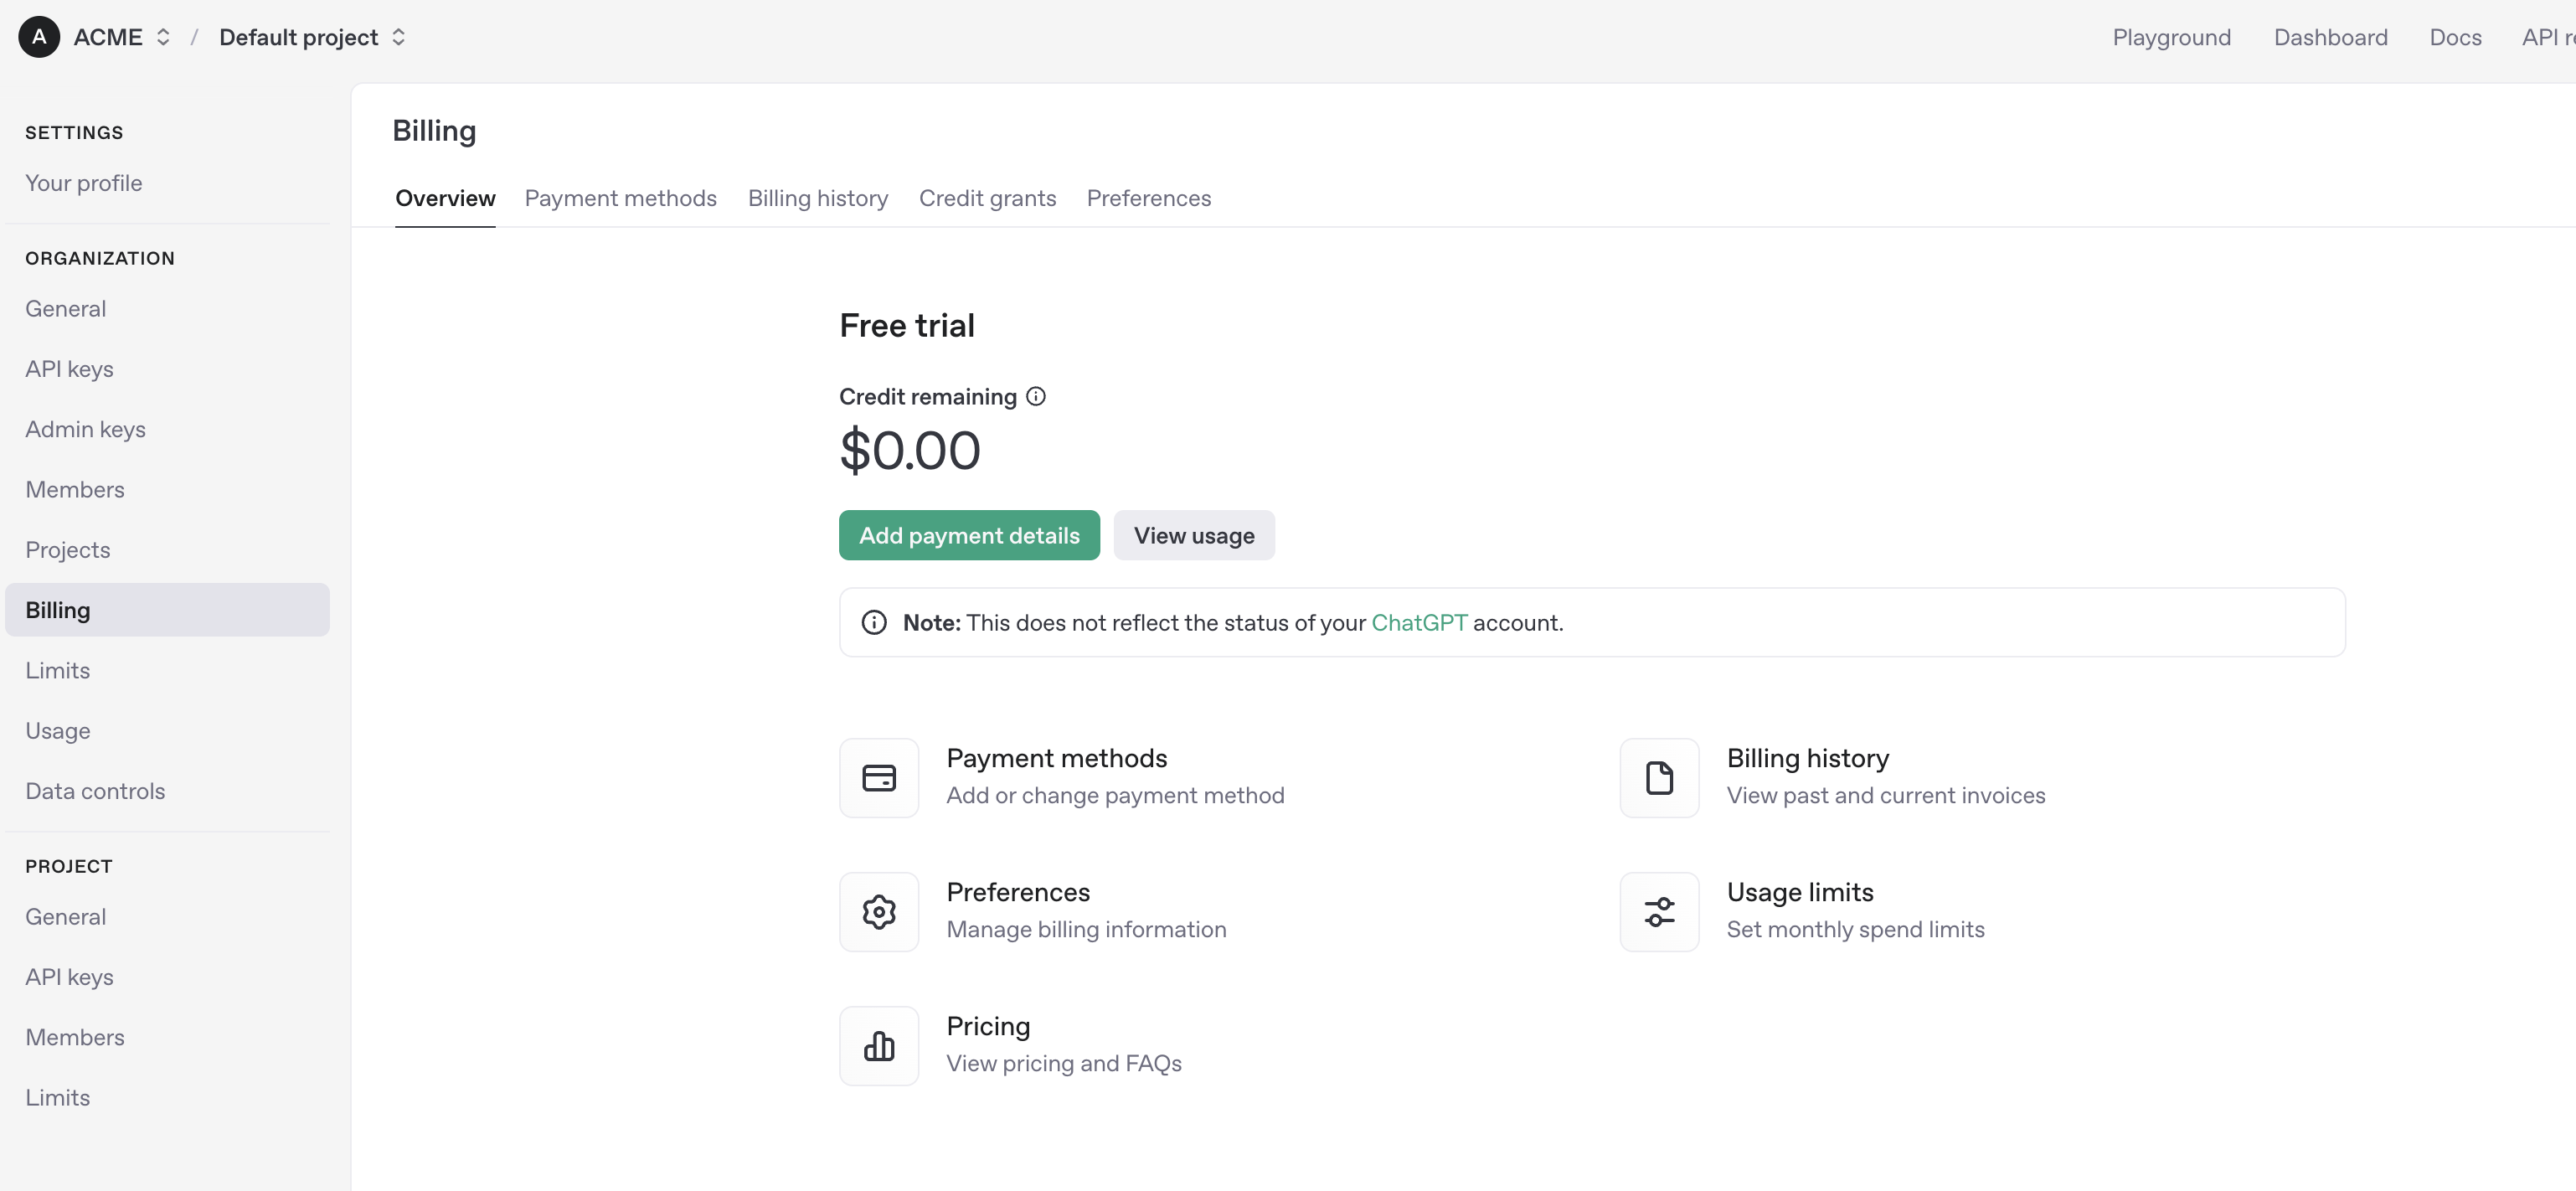 A ACME / Default project
Playground Dashboard Docs API re
SETTINGS
Your profile
ORGANIZATION
General
API keys
Admin keys
Members
Projects
Billing
Limits
Usage
Data controls
PROJECT
General
API keys
Members
Limits
Billing
Overview Payment methods Billing history Credit grants Preferences
Free trial
Credit remaining
$0.00
Add payment details View usage
Note: This does not reflect the status of your ChatGPT account.
Payment methods
Add or change payment method
Billing history
View past and current invoices
Preferences
Manage billing information
Usage limits
Set monthly spend limits
Pricing
View pricing and FAQs